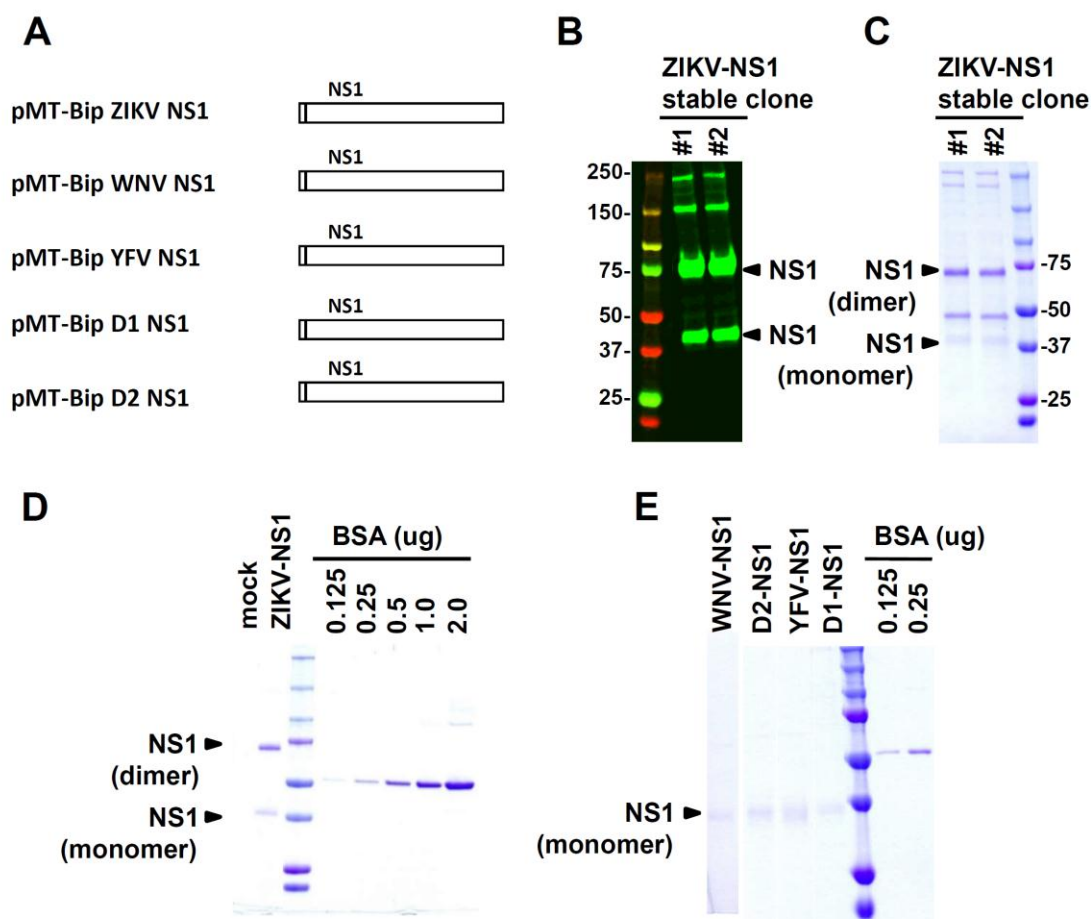 A
pMT-Bip ZIKV NS1
NS1
pMT-Bip WNV NS1
NS1
pMT-Bip YFV NS1
NS1
pMT-Bip D1 NS1
NS1
pMT-Bip D2 NS1
NS1
B
ZIKV-NS1
stable clone
#1
#2
250-
150-
75-
50-
37-
25-
NS1
NS1
C
ZIKV-NS1
stable clone
#1
#2
NS1
(dimer)
NS1
(monomer)
-75
-50
-37
-25
D
mock
ZIKV-NS1
BSA (ug)
0.125
0.25
0.5
1.0
2.0
NS1
(dimer)
NS1
(monomer)
E
WNV-NS1
D2-NS1
YFV-NS1
D1-NS1
BSA (ug)
0.125
0.25
NS1
(monomer)